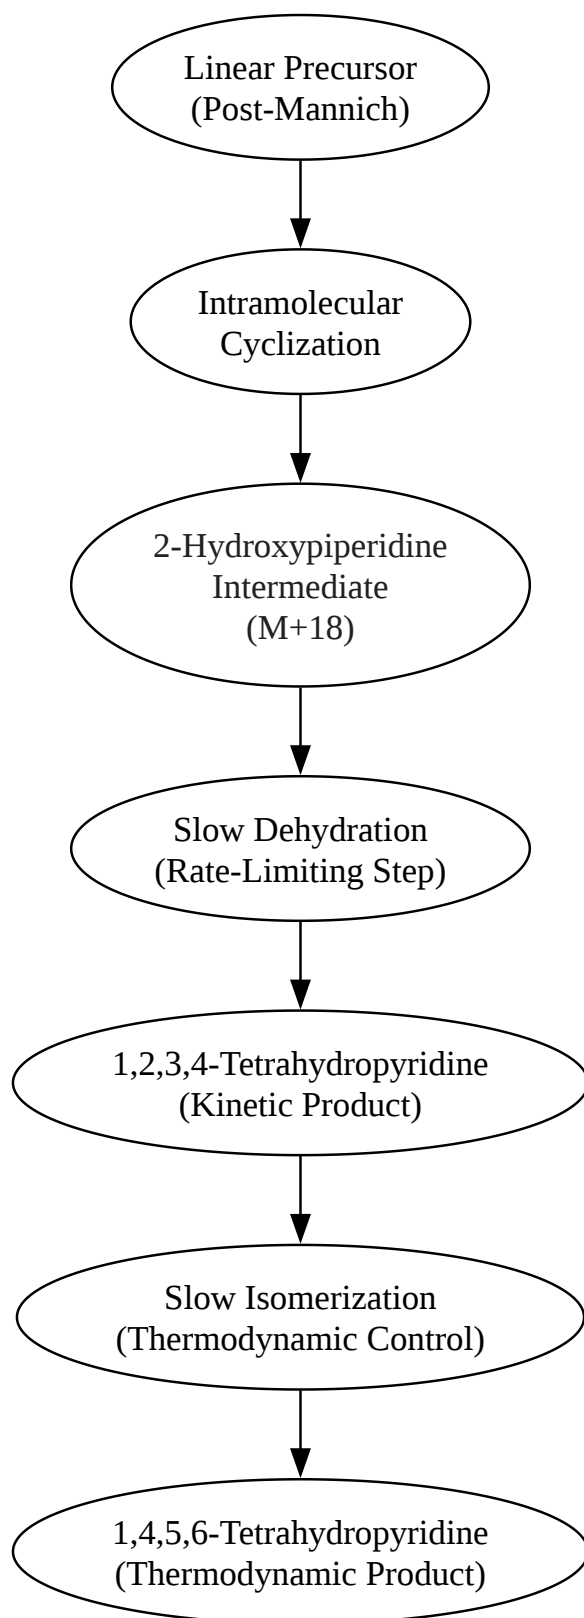 Linear Precursor
(Post-Mannich)
Intramolecular
Cyclization
2-Hydroxypiperidine
Intermediate
(M+18)
Slow Dehydration
(Rate-Limiting Step)
1,2,3,4-Tetrahydropyridine
(Kinetic Product)
Slow Isomerization
(Thermodynamic Control)
1,4,5,6-Tetrahydropyridine
(Thermodynamic Product)